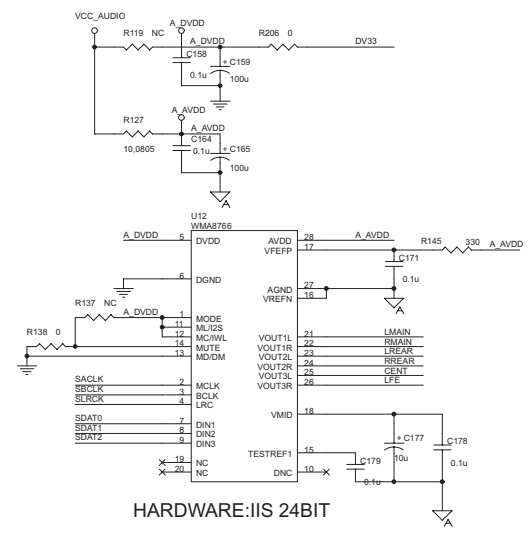 VCC_AUDIO
A_DVDD
R119 NC
A_DVDD
R206 0
DV33
C158
0.1u
+ C159
100u
A_AVDD
R127
10,0805
A_AVDD
C164
0.1u
+ C165
100u
A
U12
WMA8766
A_DVDD
5 DVDD
AVDD 28
A_AVDD
VFEFP 17
R145 330
A_AVDD
C171
0.1u
6 DGND
AGND 27
VREFN 16
A
R137 NC
A_DVDD
R138 0
1 MODE
11 ML/I2S
12 MC/IWL
14 MUTE
13 MD/DM
VOUT1L 21 LMAIN
VOUT1R 22 RMAIN
VOUT2L 23 LREAR
VOUT2R 24 RREAR
VOUT3L 25 CENT
VOUT3R 26 LFE
SACLK 2 MCLK
SBCLK 3 BCLK
SLRCK 4 LRC
VMID 18
SDAT0 7 DIN1
SDAT1 8 DIN2
SDAT2 9 DIN3
+ C177
10u
C178
0.1u
TESTREF1 15
C179
0.1u
19 NC
20 NC
DNC 10
A
HARDWARE:IIS 24BIT